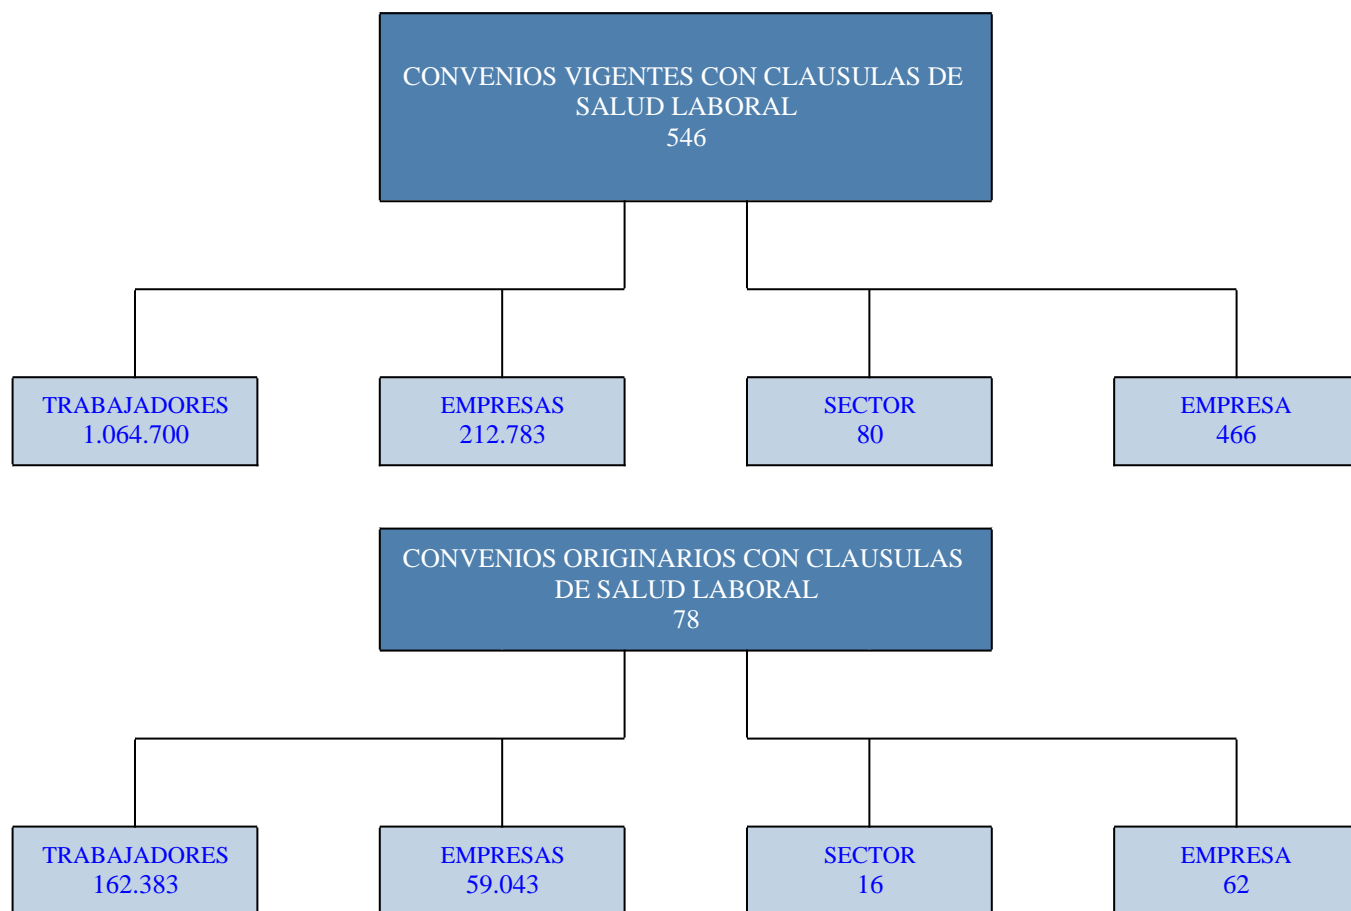 CONVENIOS VIGENTES CON CLAUSULAS DE
SALUD LABORAL
546
TRABAJADORES
1.064.700
EMPRESAS
212.783
SECTOR
80
EMPRESA
466
CONVENIOS ORIGINARIOS CON CLAUSULAS
DE SALUD LABORAL
78
TRABAJADORES
162.383
EMPRESAS
59.043
SECTOR
16
EMPRESA
62